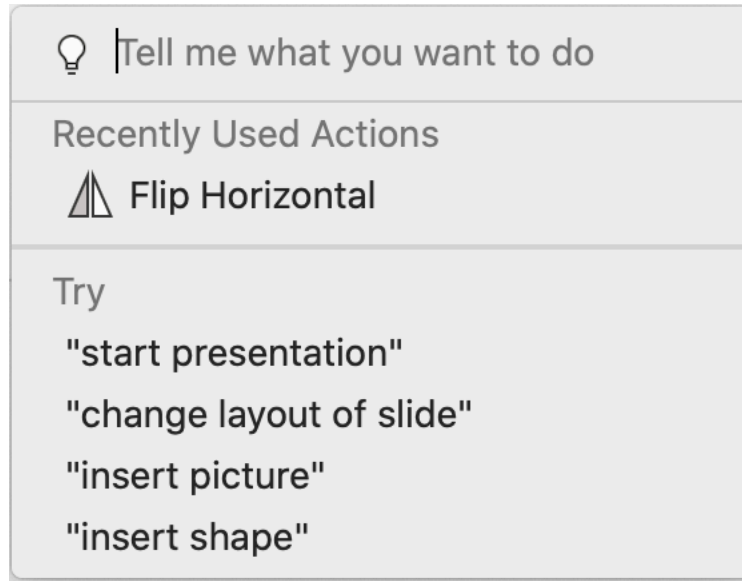 Tell me what you want to do
Recently Used Actions
Flip Horizontal
Try
"start presentation"
"change layout of slide"
"insert picture"
"insert shape"